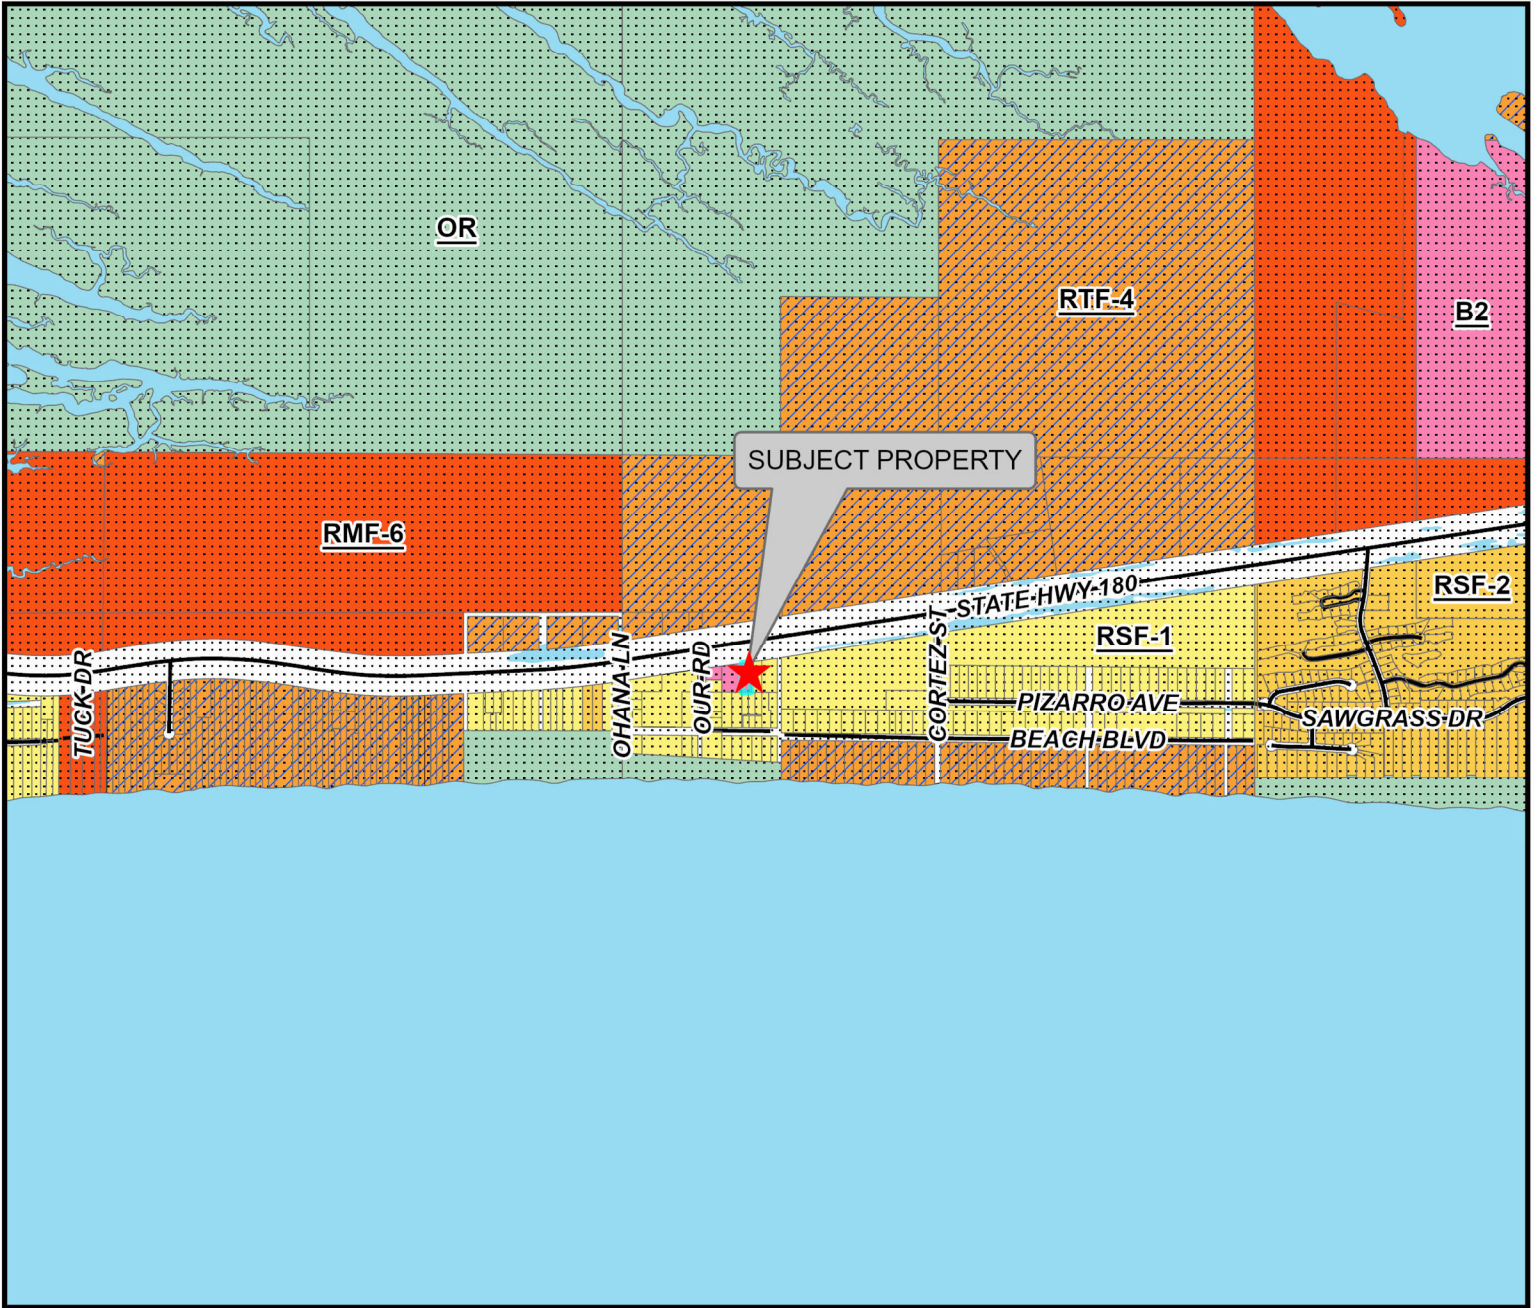 OR
RTF-4
B2
SUBJECT PROPERTY
RMF-6
STATE HWY 180
RSF-2
RSF-1
TUCK DR
OHANA LN
OUR RD
CORTEZ ST
PIZARRO AVE
SAWGRASS DR
BEACH BLVD